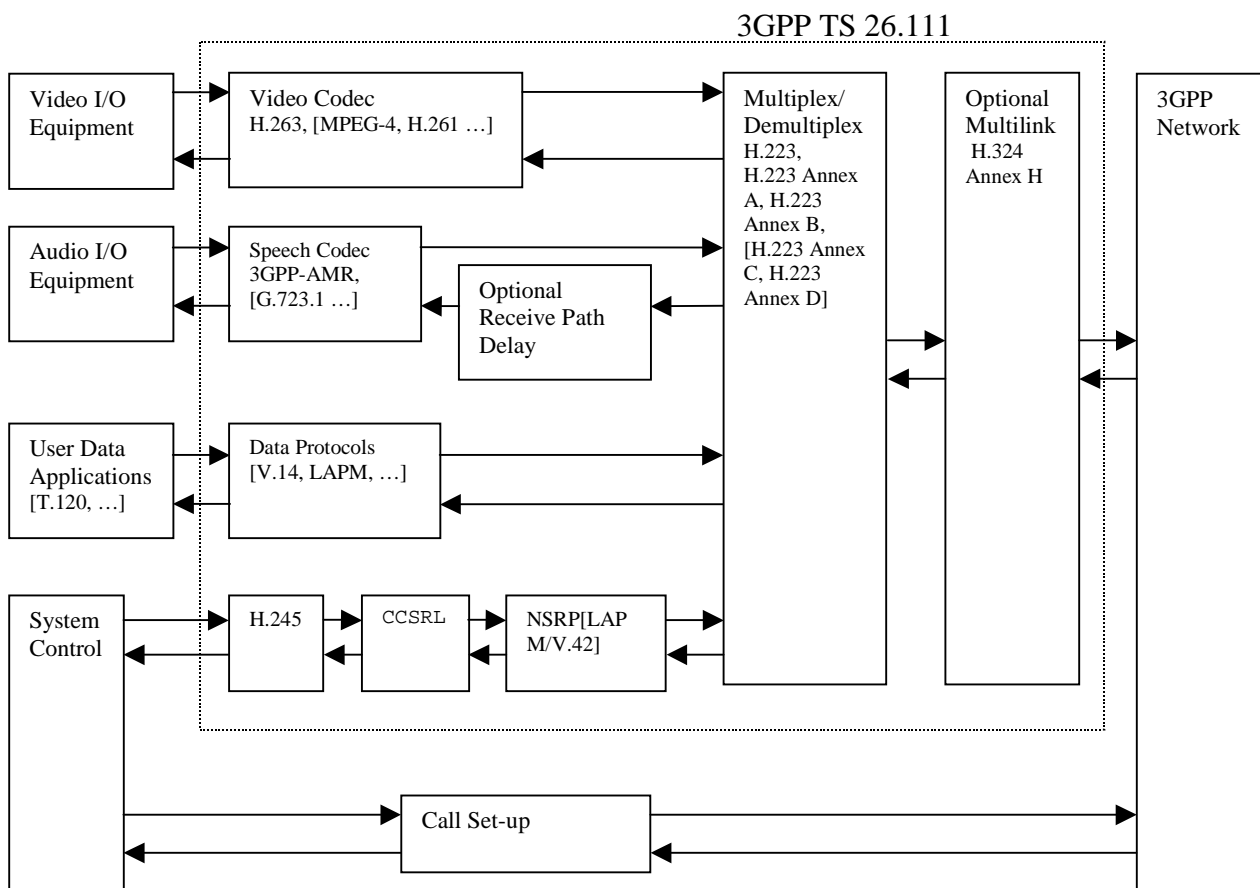 3GPP TS 26.111
Video I/O
Equipment
Video Codec
H.263, [MPEG-4, H.261 …]
Multiplex/
Demultiplex
H.223,
H.223 Annex
A, H.223
Annex B,
[H.223 Annex
C, H.223
Annex D]
Optional
Multilink
H.324
Annex H
3GPP
Network
Audio I/O
Equipment
Speech Codec
3GPP-AMR,
[G.723.1 …]
Optional
Receive Path
Delay
User Data
Applications
[T.120, …]
Data Protocols
[V.14, LAPM, …]
System
Control
H.245
CCSRL
NSRP[LAP
M/V.42]
Call Set-up